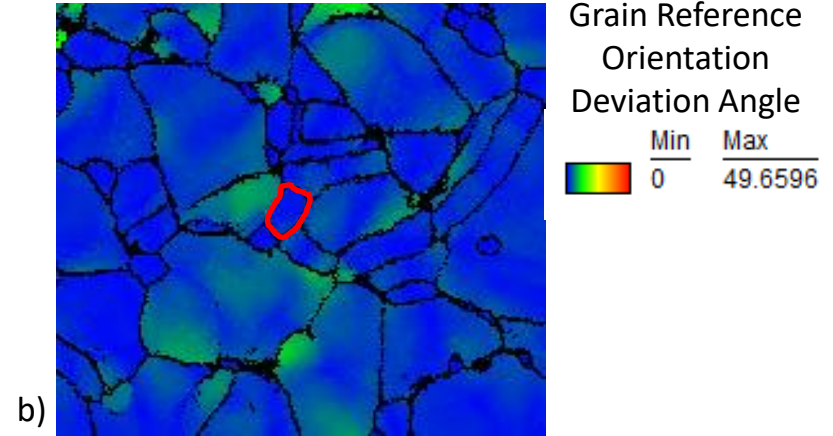 Grain Reference
Orientation
Deviation Angle
Min Max
0 49.6596
b)